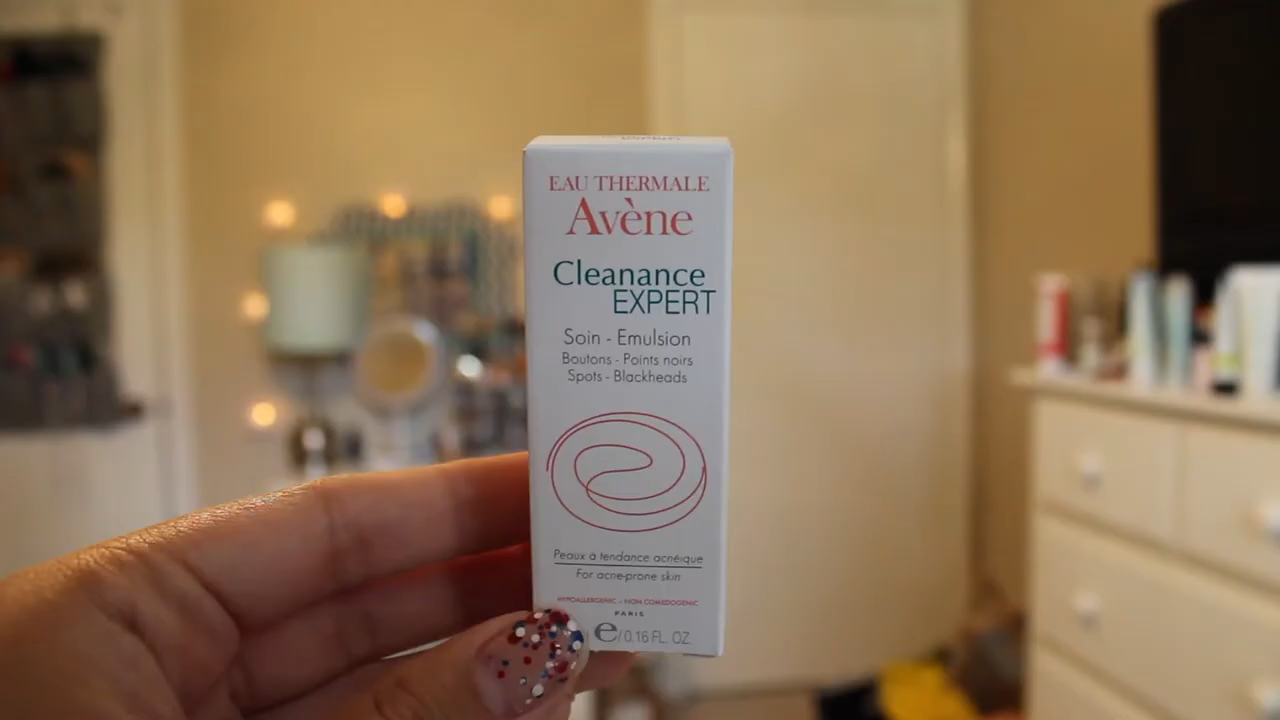 EAU THERMALE
Avène
Cleanance
EXPERT
Soin - Emulsion
Boutons - Points noirs
Spots - Blackheads
Peaux à tendance acnéique
For acne-prone skin
HYPOALLERGENIC - NON COMEDOGENIC
PARIS
e/0.16 FL. OZ.